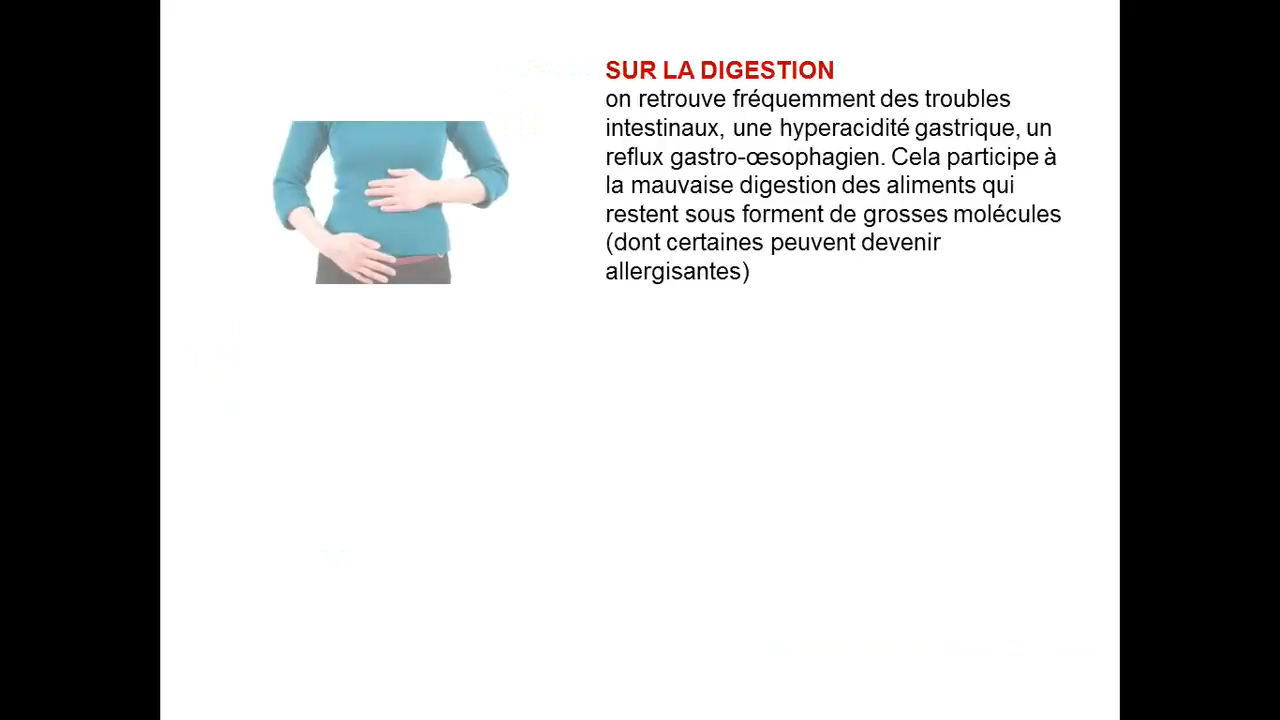 SUR LA DIGESTION
on retrouve fréquemment des troubles
intestinaux, une hyperacidité gastrique, un
reflux gastro-œsophagien. Cela participe à
la mauvaise digestion des aliments qui
restent sous forment de grosses molécules
(dont certaines peuvent devenir
allergisantes)